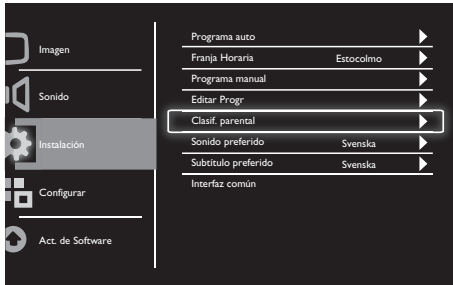 Imagen
Sonido
Instalación
Configurar
Act. de Software
Programa auto
Franja Horaria Estocolmo
Programa manual
Editar Progr
Clasif. parental
Sonido preferido Svenska
Subtítulo preferido Svenska
Interfaz común